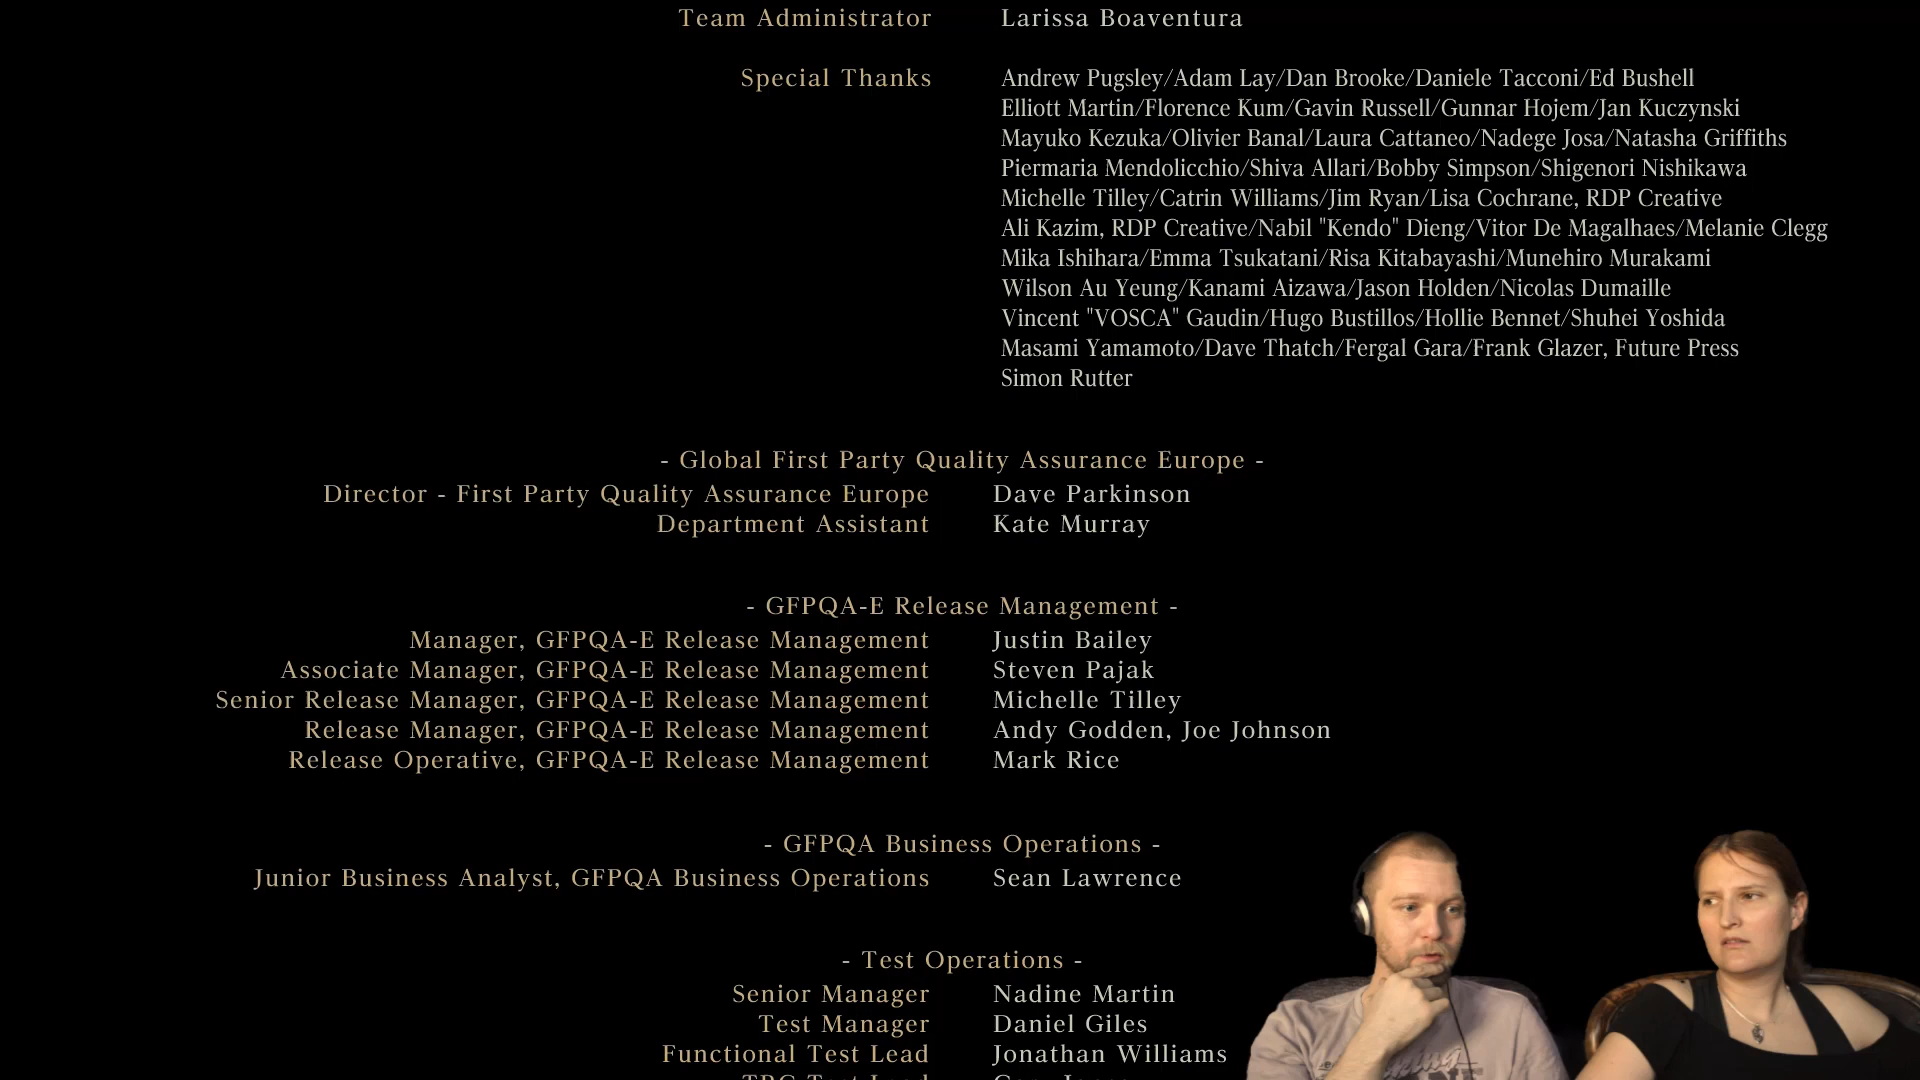 Team Administrator Larissa Boaventura
Special Thanks Andrew Pugsley/Adam Lay/Dan Brooke/Daniele Tacconi/Ed Bushell
Elliott Martin/Florence Kum/Gavin Russell/Gunnar Hojem/Jan Kuczynski
Mayuko Kezuka/Olivier Banal/Laura Cattaneo/Nadege Josa/Natasha Griffiths
Piermaria Mendolicchio/Shiva Allari/Bobby Simpson/Shigenori Nishikawa
Michelle Tilley/Catrin Williams/Jim Ryan/Lisa Cochrane, RDP Creative
Ali Kazim, RDP Creative/Nabil "Kendo" Dieng/Vitor De Magalhaes/Melanie Clegg
Mika Ishihara/Emma Tsukatani/Risa Kitabayashi/Munehiro Murakami
Wilson Au Yeung/Kanami Aizawa/Jason Holden/Nicolas Dumaille
Vincent "VOSCA" Gaudin/Hugo Bustillos/Hollie Bennet/Shuhei Yoshida
Masami Yamamoto/Dave Thatch/Fergal Gara/Frank Glazer, Future Press
Simon Rutter
- Global First Party Quality Assurance Europe -
Director - First Party Quality Assurance Europe Dave Parkinson
Department Assistant Kate Murray
- GFPQA-E Release Management -
Manager, GFPQA-E Release Management Justin Bailey
Associate Manager, GFPQA-E Release Management Steven Pajak
Senior Release Manager, GFPQA-E Release Management Michelle Tilley
Release Manager, GFPQA-E Release Management Andy Godden, Joe Johnson
Release Operative, GFPQA-E Release Management Mark Rice
- GFPQA Business Operations -
Junior Business Analyst, GFPQA Business Operations Sean Lawrence
- Test Operations -
Senior Manager Nadine Martin
Test Manager Daniel Giles
Functional Test Lead Jonathan Williams